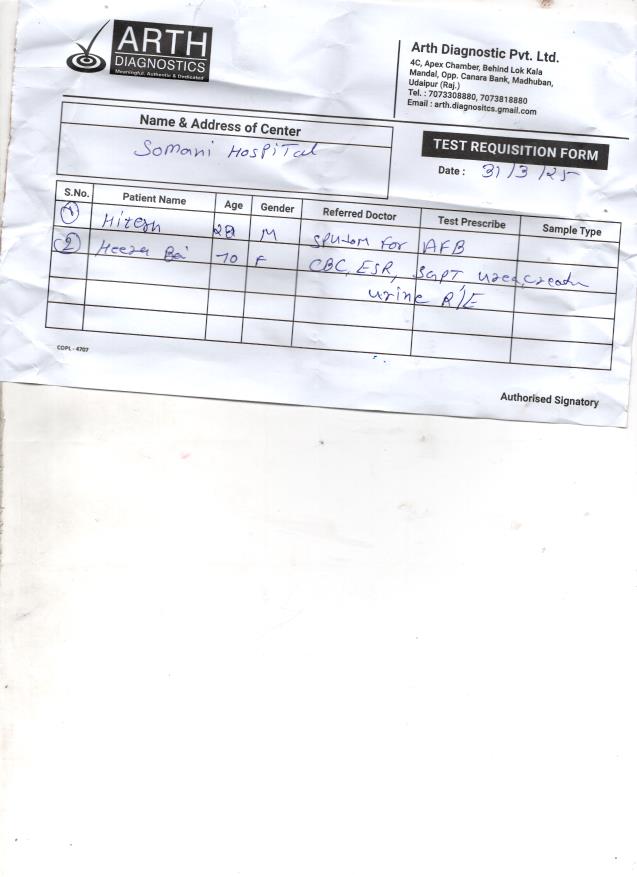 ARTH
DIAGNOSTICS
Meaningful, Authentic & Dedicated
Arth Diagnostic Pvt. Ltd.
4C, Apex Chamber, Behind Lok Kala
Mandal, Opp. Canara Bank, Madhuban,
Udaipur (Raj.)
Tel. : 7073308880, 7073818880
Email : arth.diagnositcs.gmail.com
Name & Address of Center
Somani Hospital
TEST REQUISITION FORM
Date : 31/3/25
S.No. Patient Name Age Gender Referred Doctor Test Prescribe Sample Type
1 Hitesh 28 M Sputum For AFB
2 Heera Bai 70 F CBC, ESR, SGPT urea, creatn
urine R/E
CDPL - 4707
Authorised Signatory